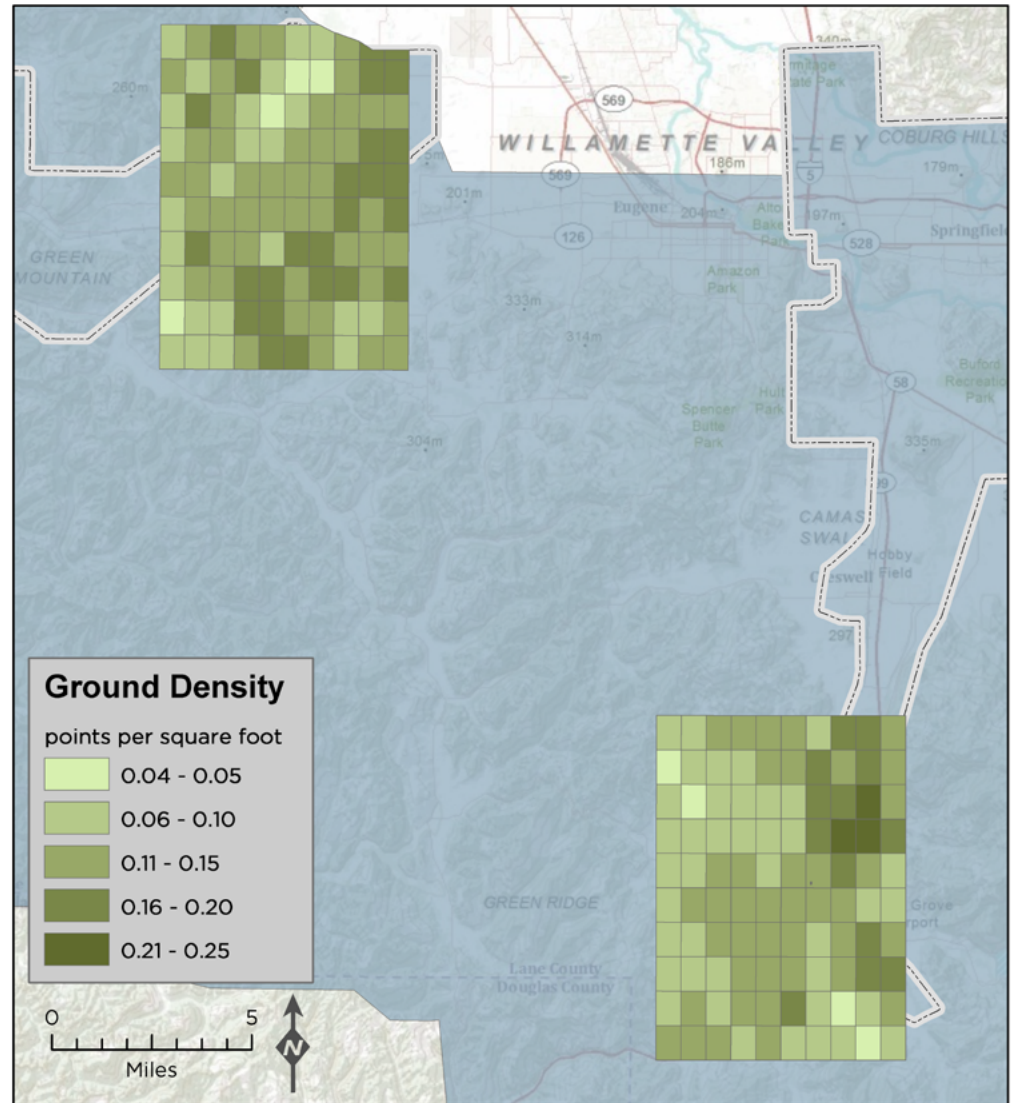 340m
260m
569
WILLAMETTE VALLEY
COBURG HILLS
186m
179m
5
569
201m
Eugene
204m
197m
126
528
Springfield
GREEN
MOUNTAIN
Amazon
Park
333m
314m
58
Buford
Park
Spencer
Butte
Park
304m
335m
CAMAS
Hobby
Field
Creswell
297
Ground Density
points per square foot
0.04 - 0.05
0.06 - 0.10
0.11 - 0.15
0.16 - 0.20
0.21 - 0.25
GREEN RIDGE
Grove
Lane County
Douglas County
0 5
Miles
N